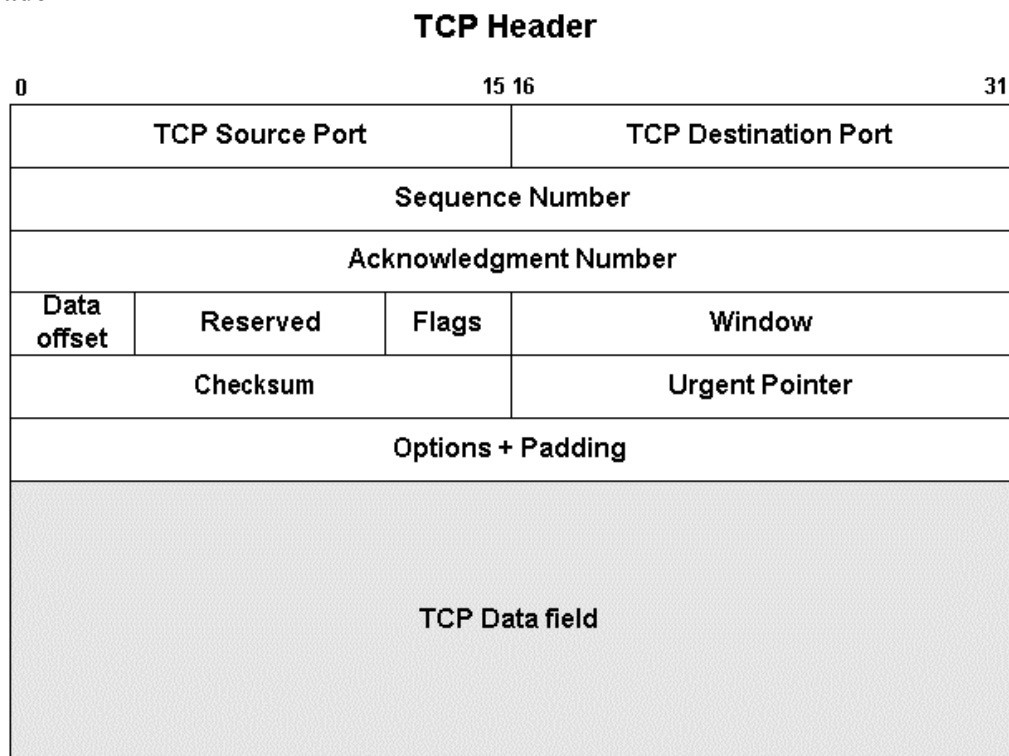 TCP Header
0 15 16 31
TCP Source Port TCP Destination Port
Sequence Number
Acknowledgment Number
Data offset Reserved Flags Window
Checksum Urgent Pointer
Options + Padding
TCP Data field